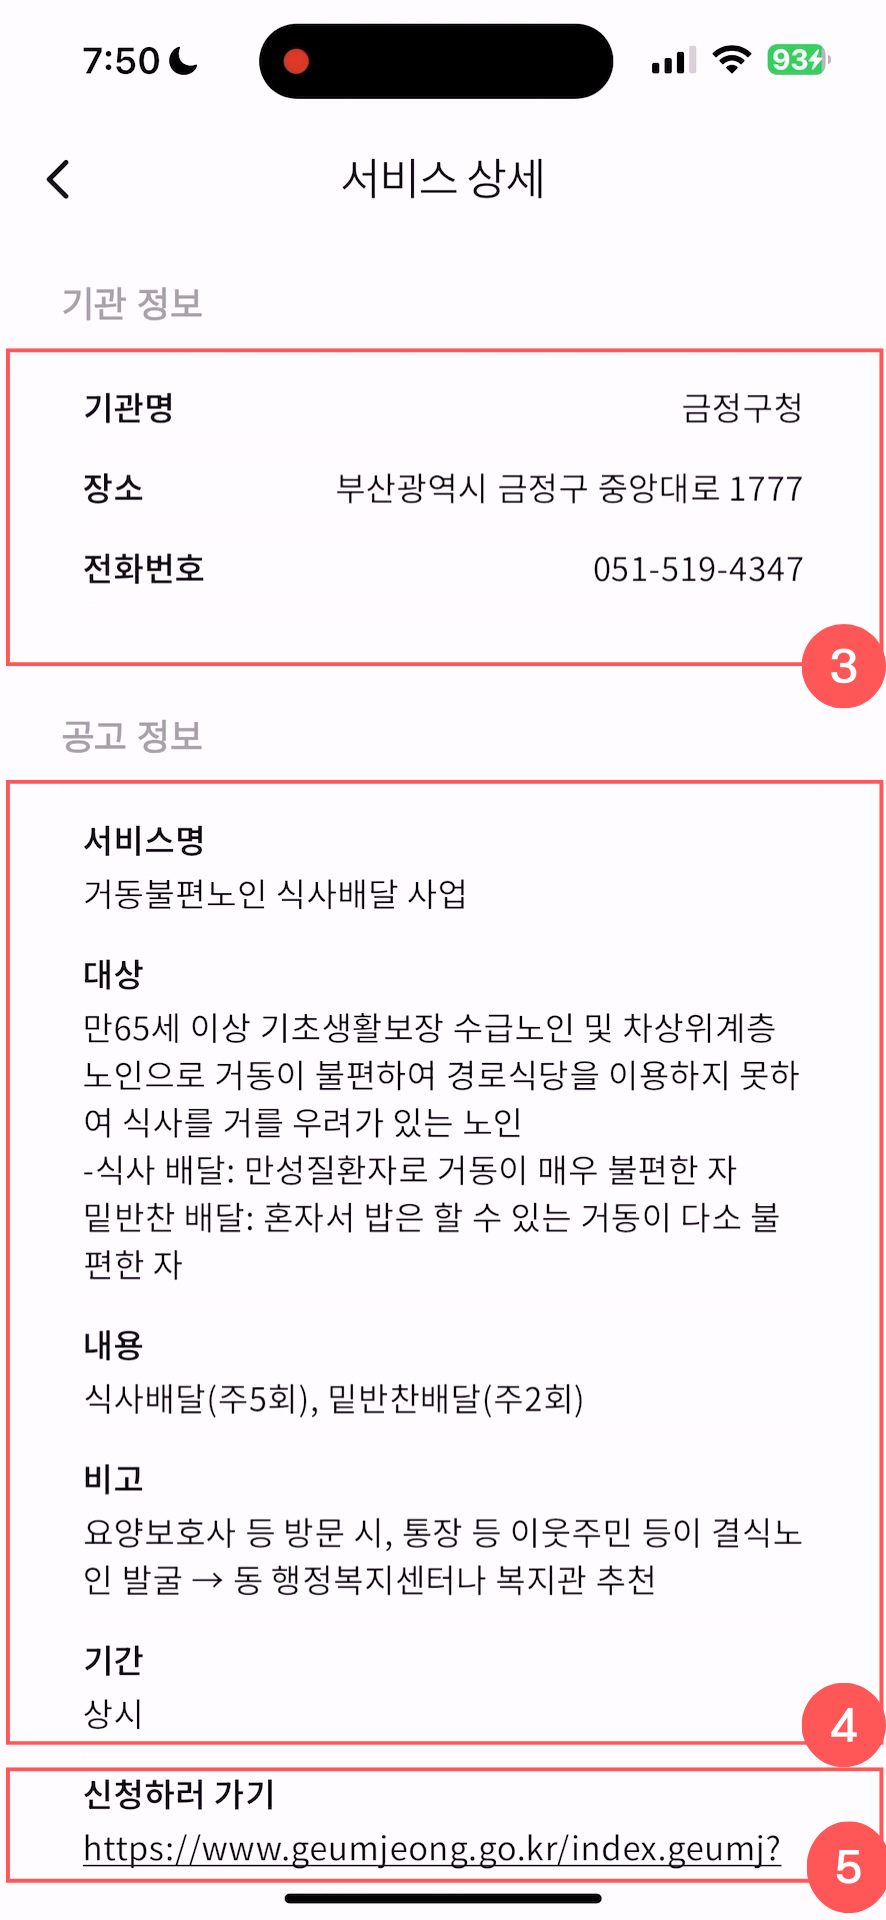 7:50
93
서비스 상세
기관 정보
기관명 금정구청
장소 부산광역시 금정구 중앙대로 1777
전화번호 051-519-4347
3
공고 정보
서비스명
거동불편노인 식사배달 사업
대상
만65세 이상 기초생활보장 수급노인 및 차상위계층
노인으로 거동이 불편하여 경로식당을 이용하지 못하
여 식사를 거를 우려가 있는 노인
-식사 배달: 만성질환자로 거동이 매우 불편한 자
밑반찬 배달: 혼자서 밥은 할 수 있는 거동이 다소 불
편한 자
내용
식사배달(주5회), 밑반찬배달(주2회)
비고
요양보호사 등 방문 시, 통장 등 이웃주민 등이 결식노
인 발굴 → 동 행정복지센터나 복지관 추천
기간
상시
4
신청하러 가기
https://www.geumjeong.go.kr/index.geumj?
5